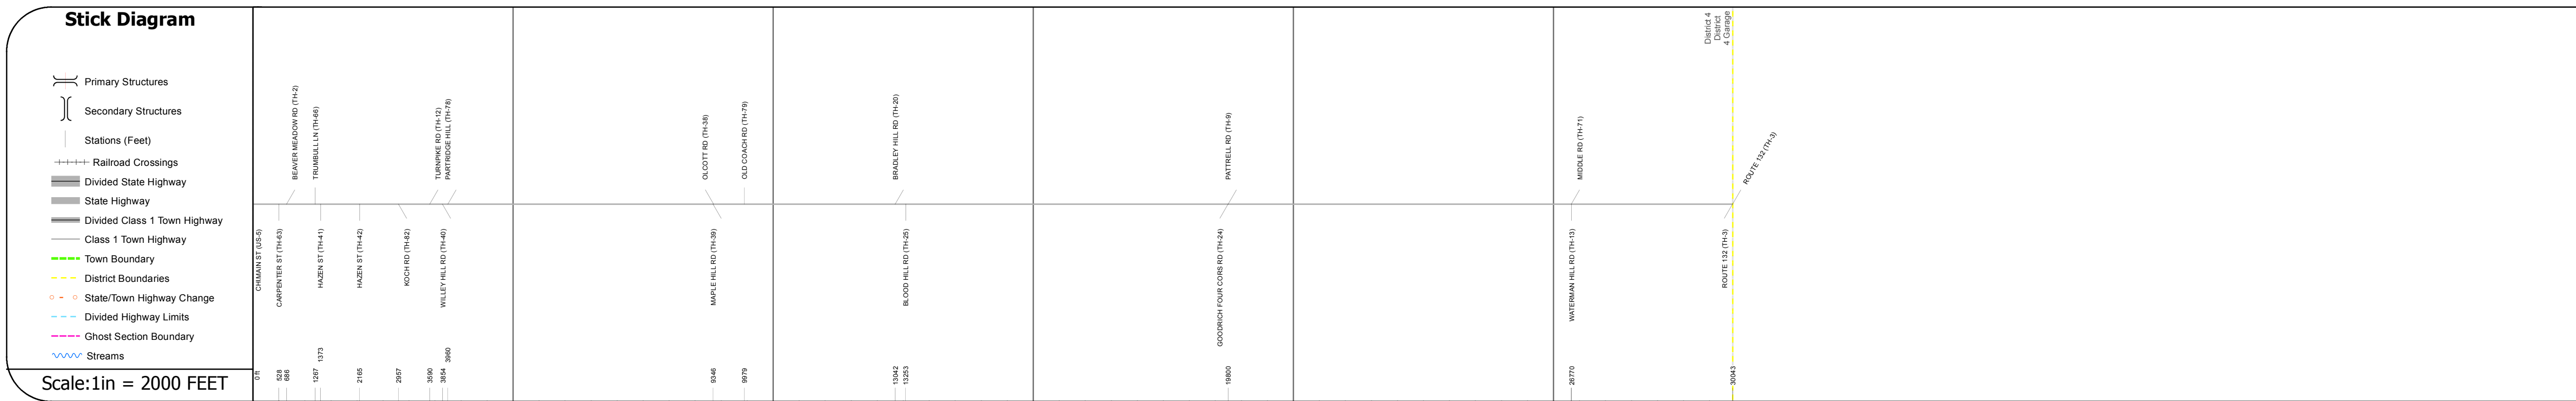 Stick Diagram
Primary Structures
Secondary Structures
Stations (Feet)
Railroad Crossings
Divided State Highway
State Highway
Divided Class 1 Town Highway
Class 1 Town Highway
Town Boundary
District Boundaries
State/Town Highway Change
Divided Highway Limits
Ghost Section Boundary
Streams
Scale:1in = 2000 FEET
BEAVER MEADOW RD (TH-2)
TRUMBULL LN (TH-66)
TURNPIKE RD (TH-12)
PARTRIDGE HILL (TH-78)
OLCOTT RD (TH-38)
OLD COACH RD (TH-79)
BRADLEY HILL RD (TH-20)
PATTRELL RD (TH-9)
MIDDLE RD (TH-71)
District 4
District
4 Garage
ROUTE 132 (TH-3)
CARPENTER ST (TH-63)
HAZEN ST (TH-41)
HAZEN ST (TH-42)
KOCH RD (TH-82)
WILLEY HILL RD (TH-40)
MAPLE HILL RD (TH-39)
BLOOD HILL RD (TH-25)
GOODRICH FOUR CORS RD (TH-24)
WATERMAN HILL RD (TH-13)
ROUTE 132 (TH-3)
0 ft
528
686
1267
1373
2165
2957
3590
3854
3960
9346
9979
13042
13253
19800
26770
30043